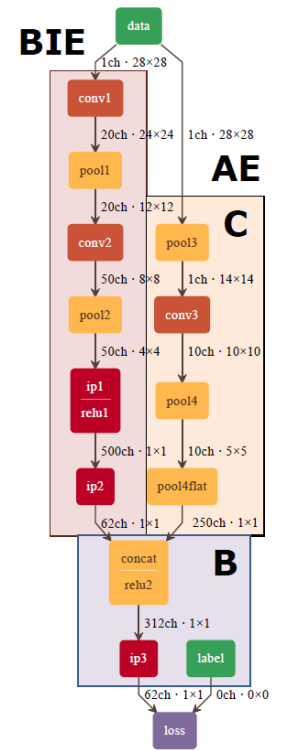 data
BIE
1ch · 28×28
conv1
20ch · 24×24
1ch · 28×28
pool1
AE
20ch · 12×12
C
conv2
pool3
50ch · 8×8
1ch · 14×14
pool2
conv3
50ch · 4×4
10ch · 10×10
ip1
relu1
pool4
500ch · 1×1
10ch · 5×5
ip2
pool4flat
62ch · 1×1
250ch · 1×1
concat
relu2
B
312ch · 1×1
ip3
label
62ch · 1×1
0ch · 0×0
loss